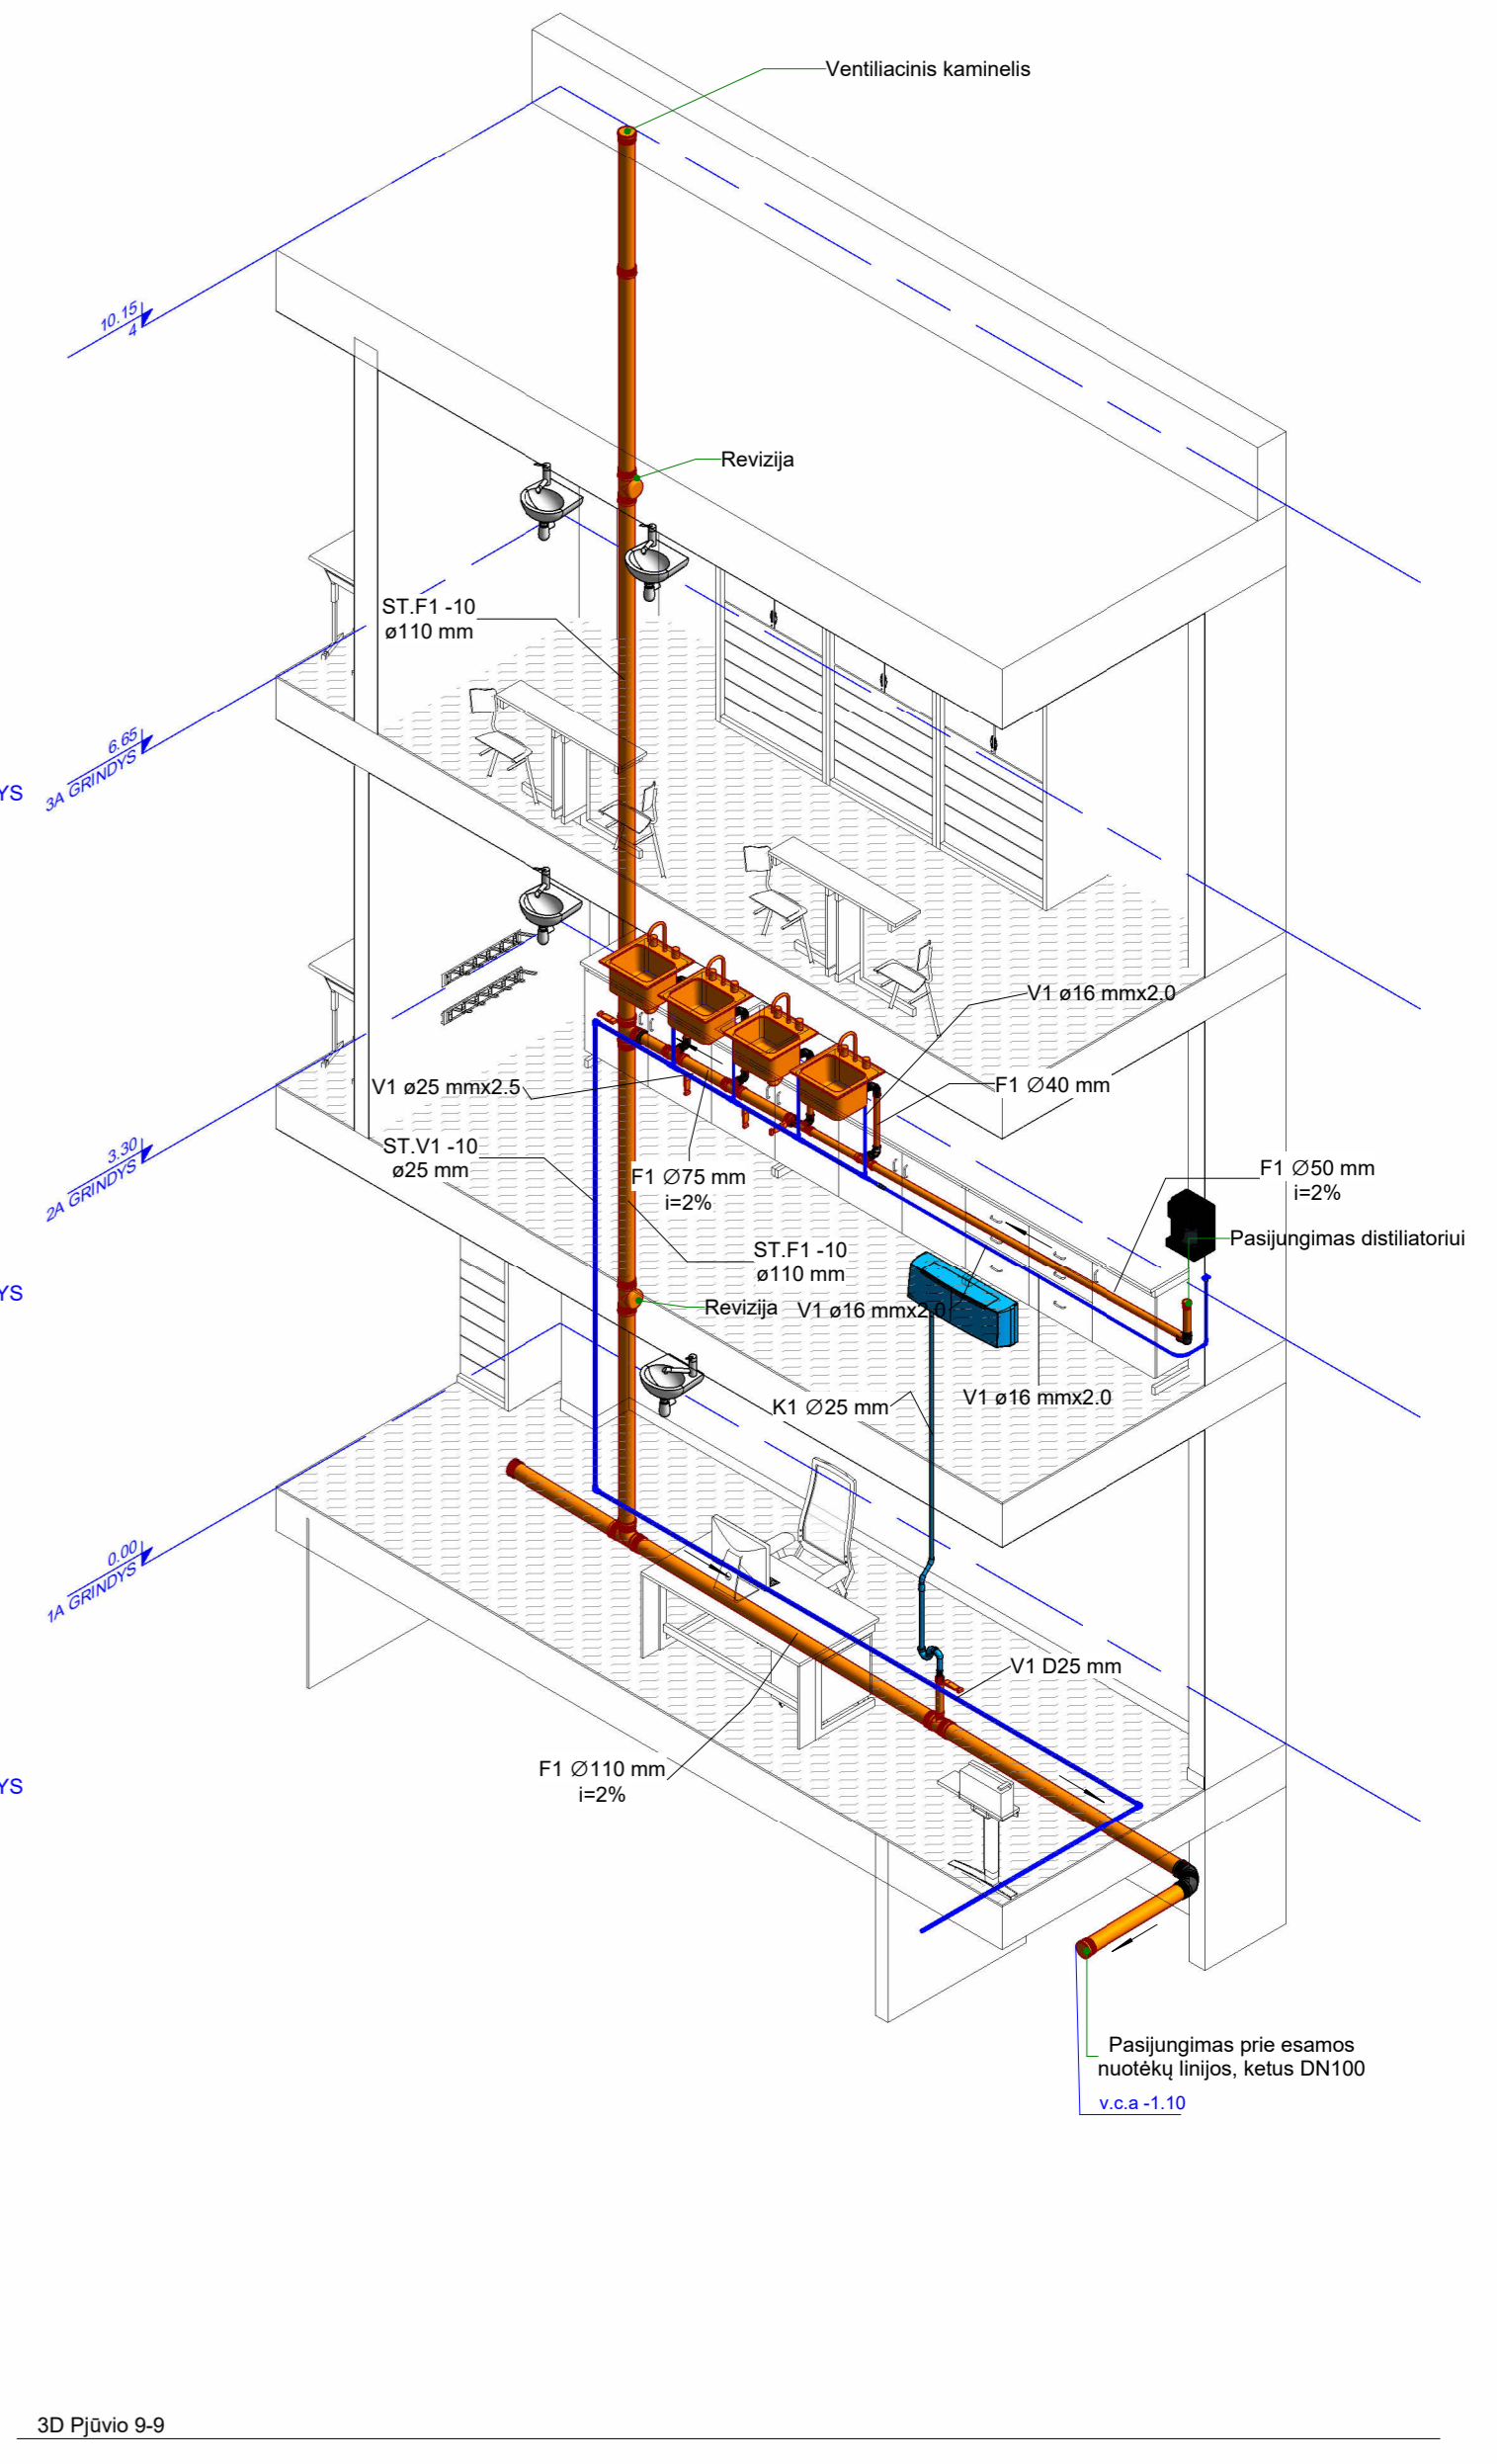 Ventiliacinis kaminelis
10.15
4
Revizija
ST.F1 -10
ø110 mm
6.65
3A GRINDYS
YS
V1 ø16 mmx2.0
V1 ø25 mmx2.5
F1 ∅40 mm
ST.V1 -10
ø25 mm
3.30
2A GRINDYS
F1 ∅75 mm
i=2%
F1 ∅50 mm
i=2%
Pasijungimas distiliatoriui
ST.F1 -10
ø110 mm
YS
Revizija
V1 ø16 mmx2.0
V1 ø16 mmx2.0
K1 ∅25 mm
0.00
1A GRINDYS
V1 D25 mm
F1 ∅110 mm
i=2%
YS
Pasijungimas prie esamos
nuotėkų linijos, ketus DN100
v.c.a -1.10
3D Pjūvio 9-9